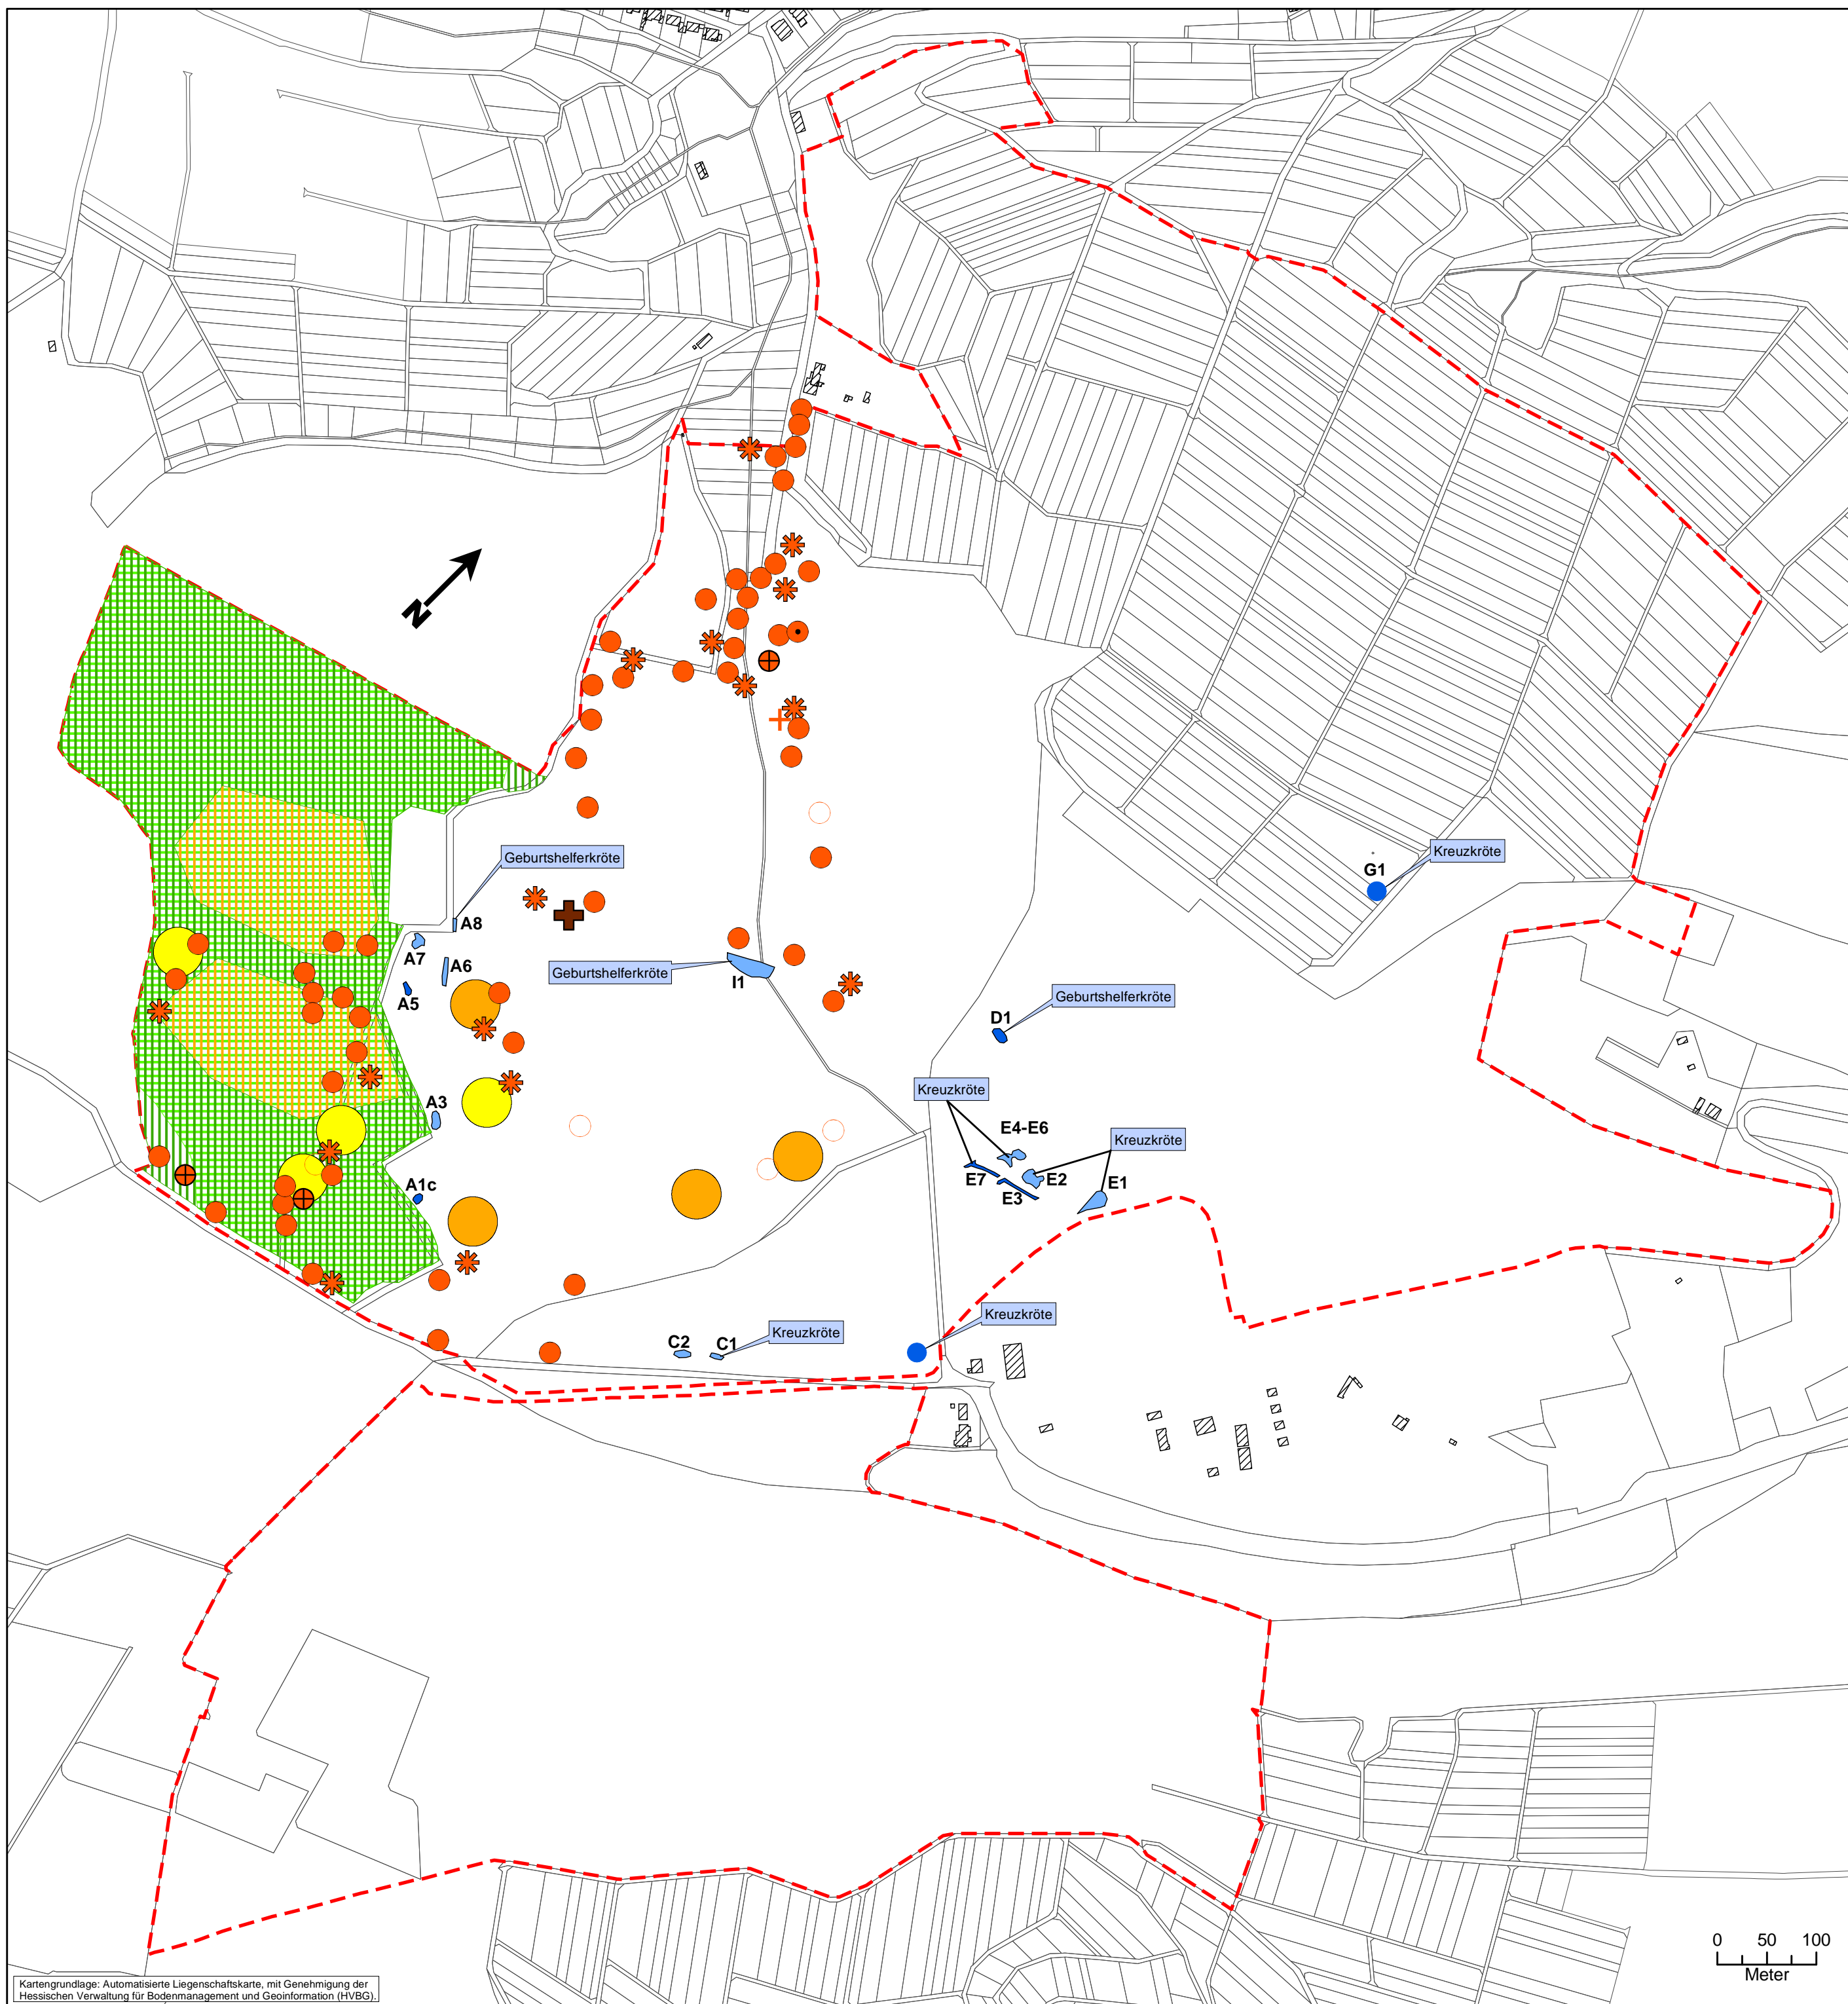 N
Kreuzkröte
G1
Geburtshelferkröte
A8
A7
A6
Geburtshelferkröte
A5
I1
Geburtshelferkröte
D1
Kreuzkröte
A3
E4-E6
Kreuzkröte
E7
E2
E1
E3
A1c
Kreuzkröte
Kreuzkröte
C2
C1
0 50 100
Meter
Kartengrundlage: Automatisierte Liegenschaftskarte, mit Genehmigung der
Hessischen Verwaltung für Bodenmanagement und Geoinformation (HVBG).